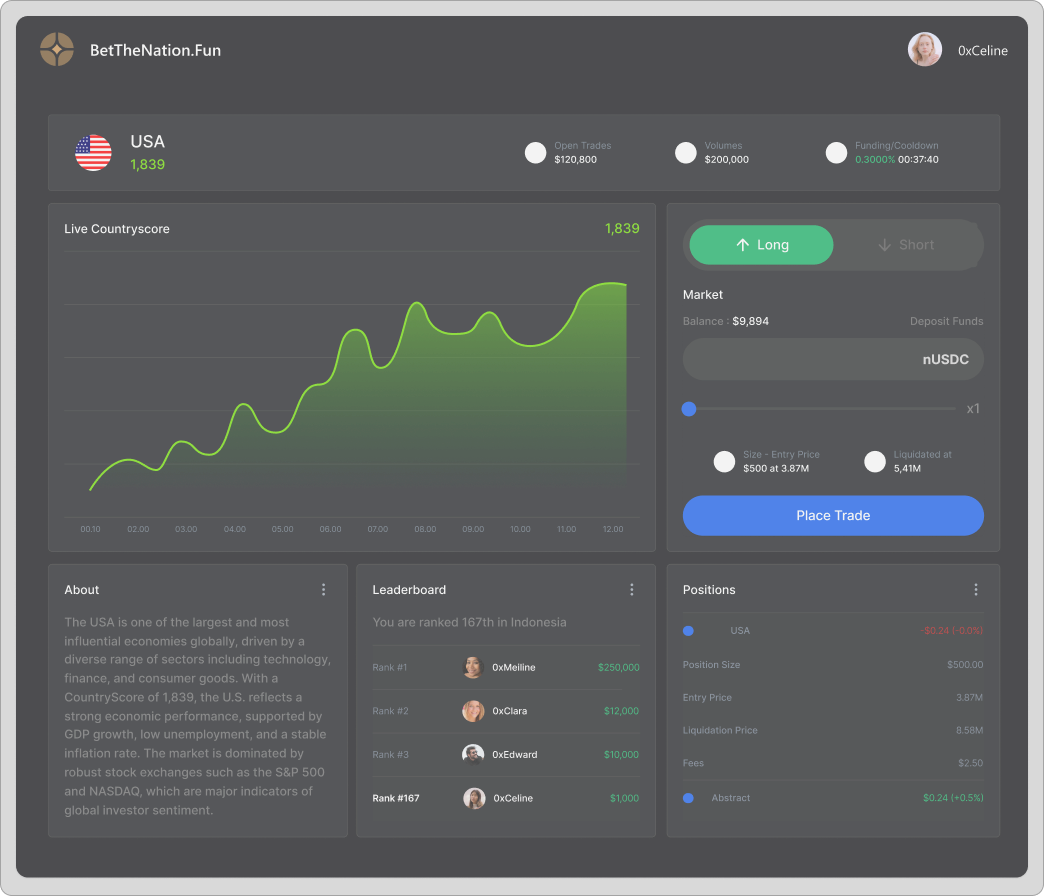 BetTheNation.Fun
0xCeline
USA
1,839
Open Trades
$120,800
Volumes
$200,000
Funding/Cooldown
0.3000% 00:37:40
Live Countryscore
1,839
00.10 02.00 03.00 04.00 05.00 06.00 07.00 08.00 09.00 10.00 11.00 12.00
Long
Short
Market
Balance : $9,894
Deposit Funds
nUSDC
x1
Size - Entry Price
$500 at 3.87M
Liquidated at
5,41M
Place Trade
About
The USA is one of the largest and most
influential economies globally, driven by a
diverse range of sectors including technology,
finance, and consumer goods. With a
CountryScore of 1,839, the U.S. reflects a
strong economic performance, supported by
GDP growth, low unemployment, and a stable
inflation rate. The market is dominated by
robust stock exchanges such as the S&P 500
and NASDAQ, which are major indicators of
global investor sentiment.
Leaderboard
You are ranked 167th in Indonesia
Rank #1 0xMeiline $250,000
Rank #2 0xClara $12,000
Rank #3 0xEdward $10,000
Rank #167 0xCeline $1,000
Positions
USA -$0.24 (-0.0%)
Position Size $500.00
Entry Price 3.87M
Liquidation Price 8.58M
Fees $2.50
Abstract $0.24 (+0.5%)